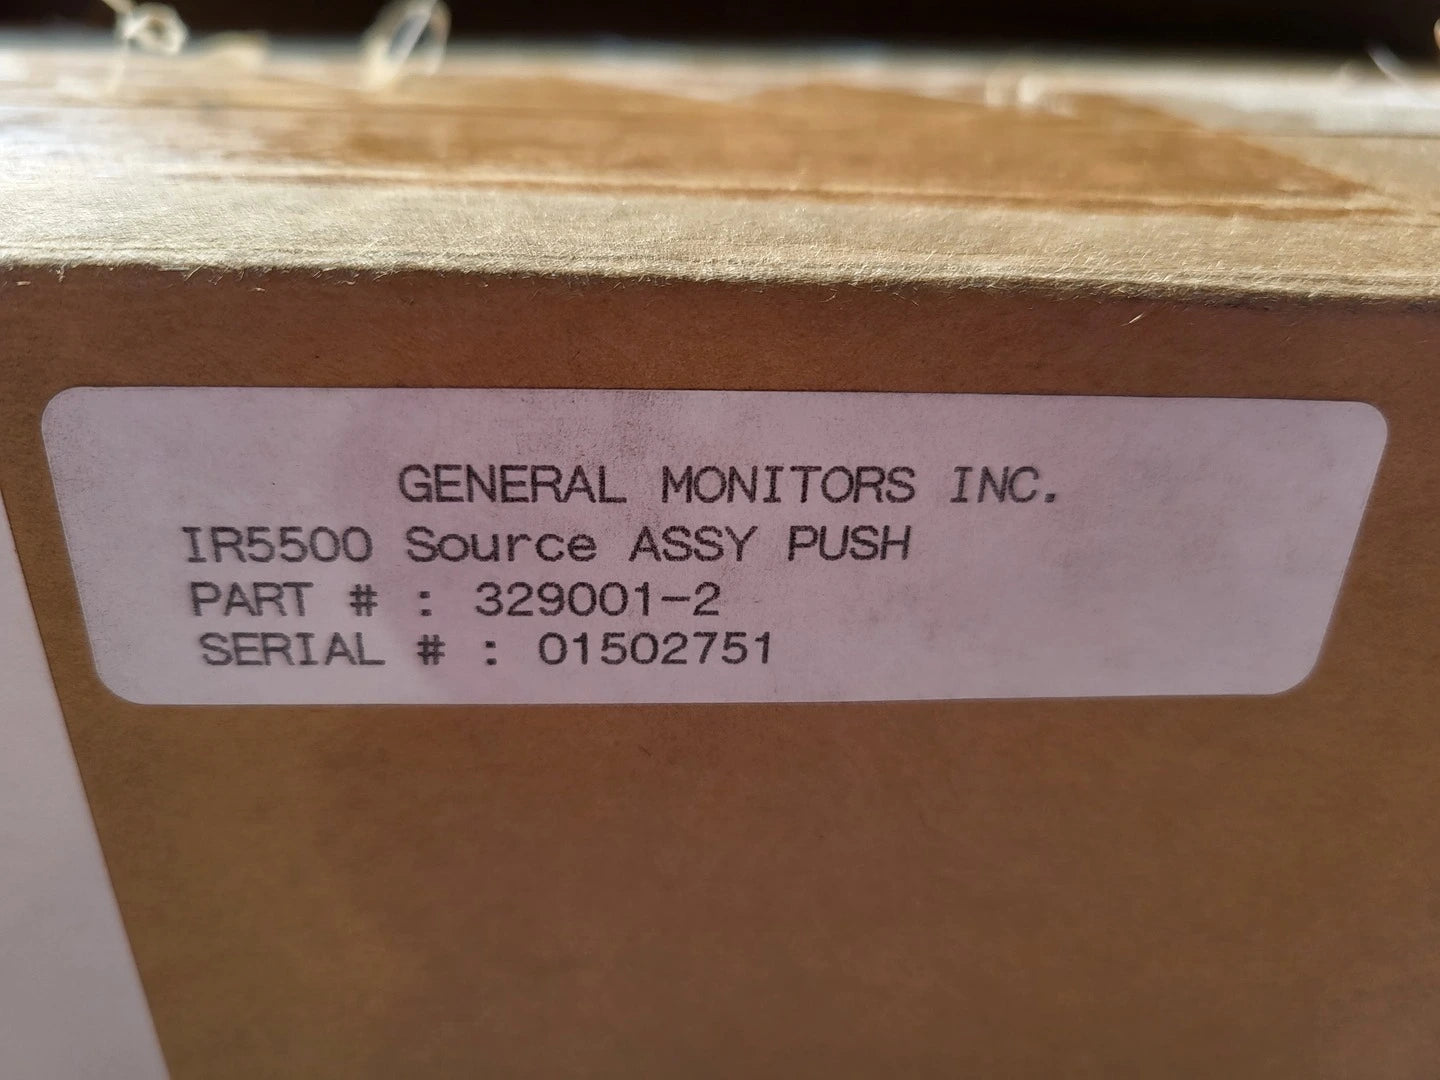 GENERAL MONITORS INC.
IR5500 Source ASSY PUSH
PART # : 329001-2
SERIAL # : 01502751